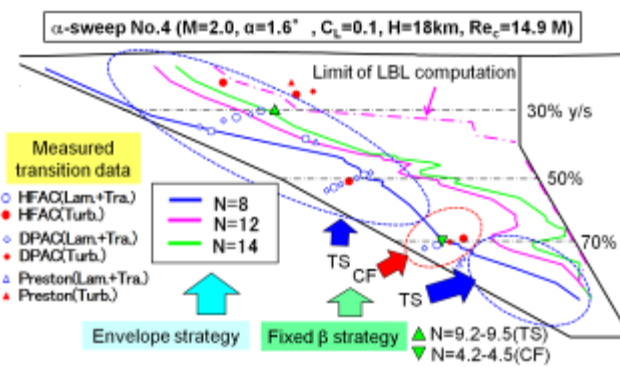 α-sweep No.4 (M=2.0, α=1.6°, CL=0.1, H=18km, Rec=14.9 M)
Limit of LBL computation
30% y/s
Measured
transition data
HFAC(Lam.+Tra.)
HFAC(Turb.)
DPAC(Lam.+Tra.)
DPAC(Turb.)
Preston(Lam.+Tra.)
Preston(Turb.)
N=8
N=12
N=14
50%
70%
TS
CF
TS
Envelope strategy
Fixed β strategy
N=9.2-9.5(TS)
N=4.2-4.5(CF)